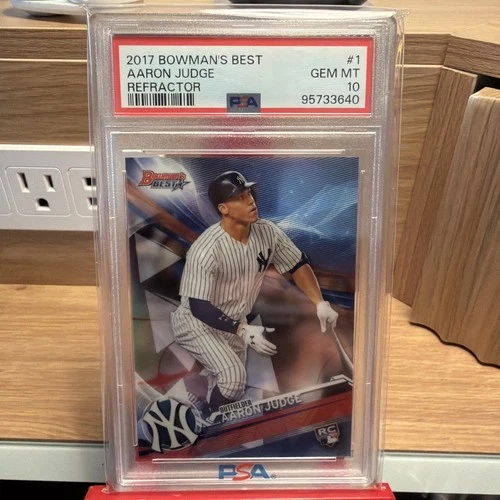 2017 BOWMAN'S BEST #1
AARON JUDGE GEM MT
REFRACTOR 10
PSA 95733640
Bowman's
BEST
NY
OUTFIELDER
AARON JUDGE
RC
PSA